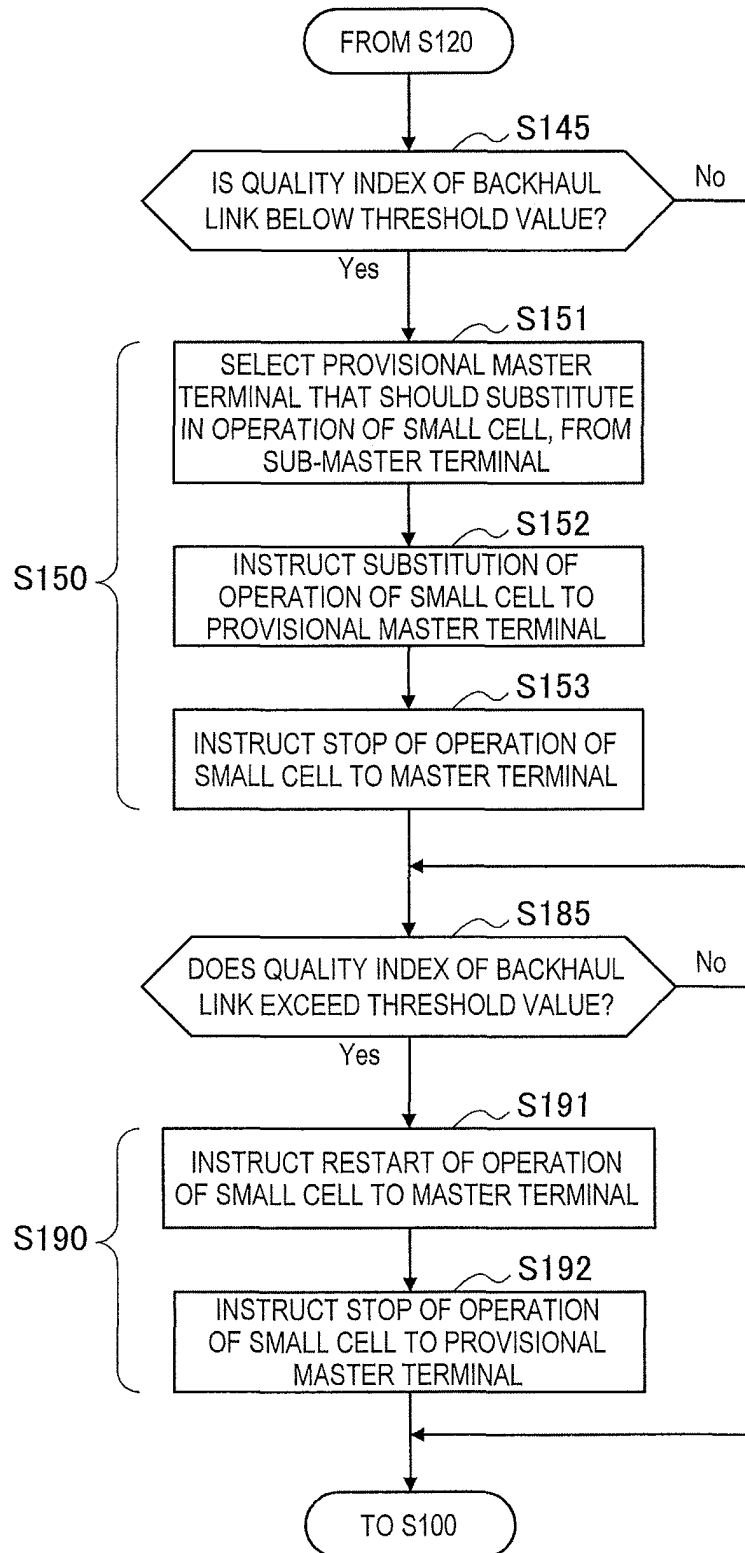 FROM S120
S145
IS QUALITY INDEX OF BACKHAUL
LINK BELOW THRESHOLD VALUE?
No
Yes
S151
SELECT PROVISIONAL MASTER
TERMINAL THAT SHOULD SUBSTITUTE
IN OPERATION OF SMALL CELL, FROM
SUB-MASTER TERMINAL
S152
S150
INSTRUCT SUBSTITUTION OF
OPERATION OF SMALL CELL TO
PROVISIONAL MASTER TERMINAL
S153
INSTRUCT STOP OF OPERATION OF
SMALL CELL TO MASTER TERMINAL
S185
DOES QUALITY INDEX OF BACKHAUL
LINK EXCEED THRESHOLD VALUE?
No
Yes
S191
INSTRUCT RESTART OF OPERATION
OF SMALL CELL TO MASTER TERMINAL
S190
S192
INSTRUCT STOP OF OPERATION
OF SMALL CELL TO PROVISIONAL
MASTER TERMINAL
TO S100